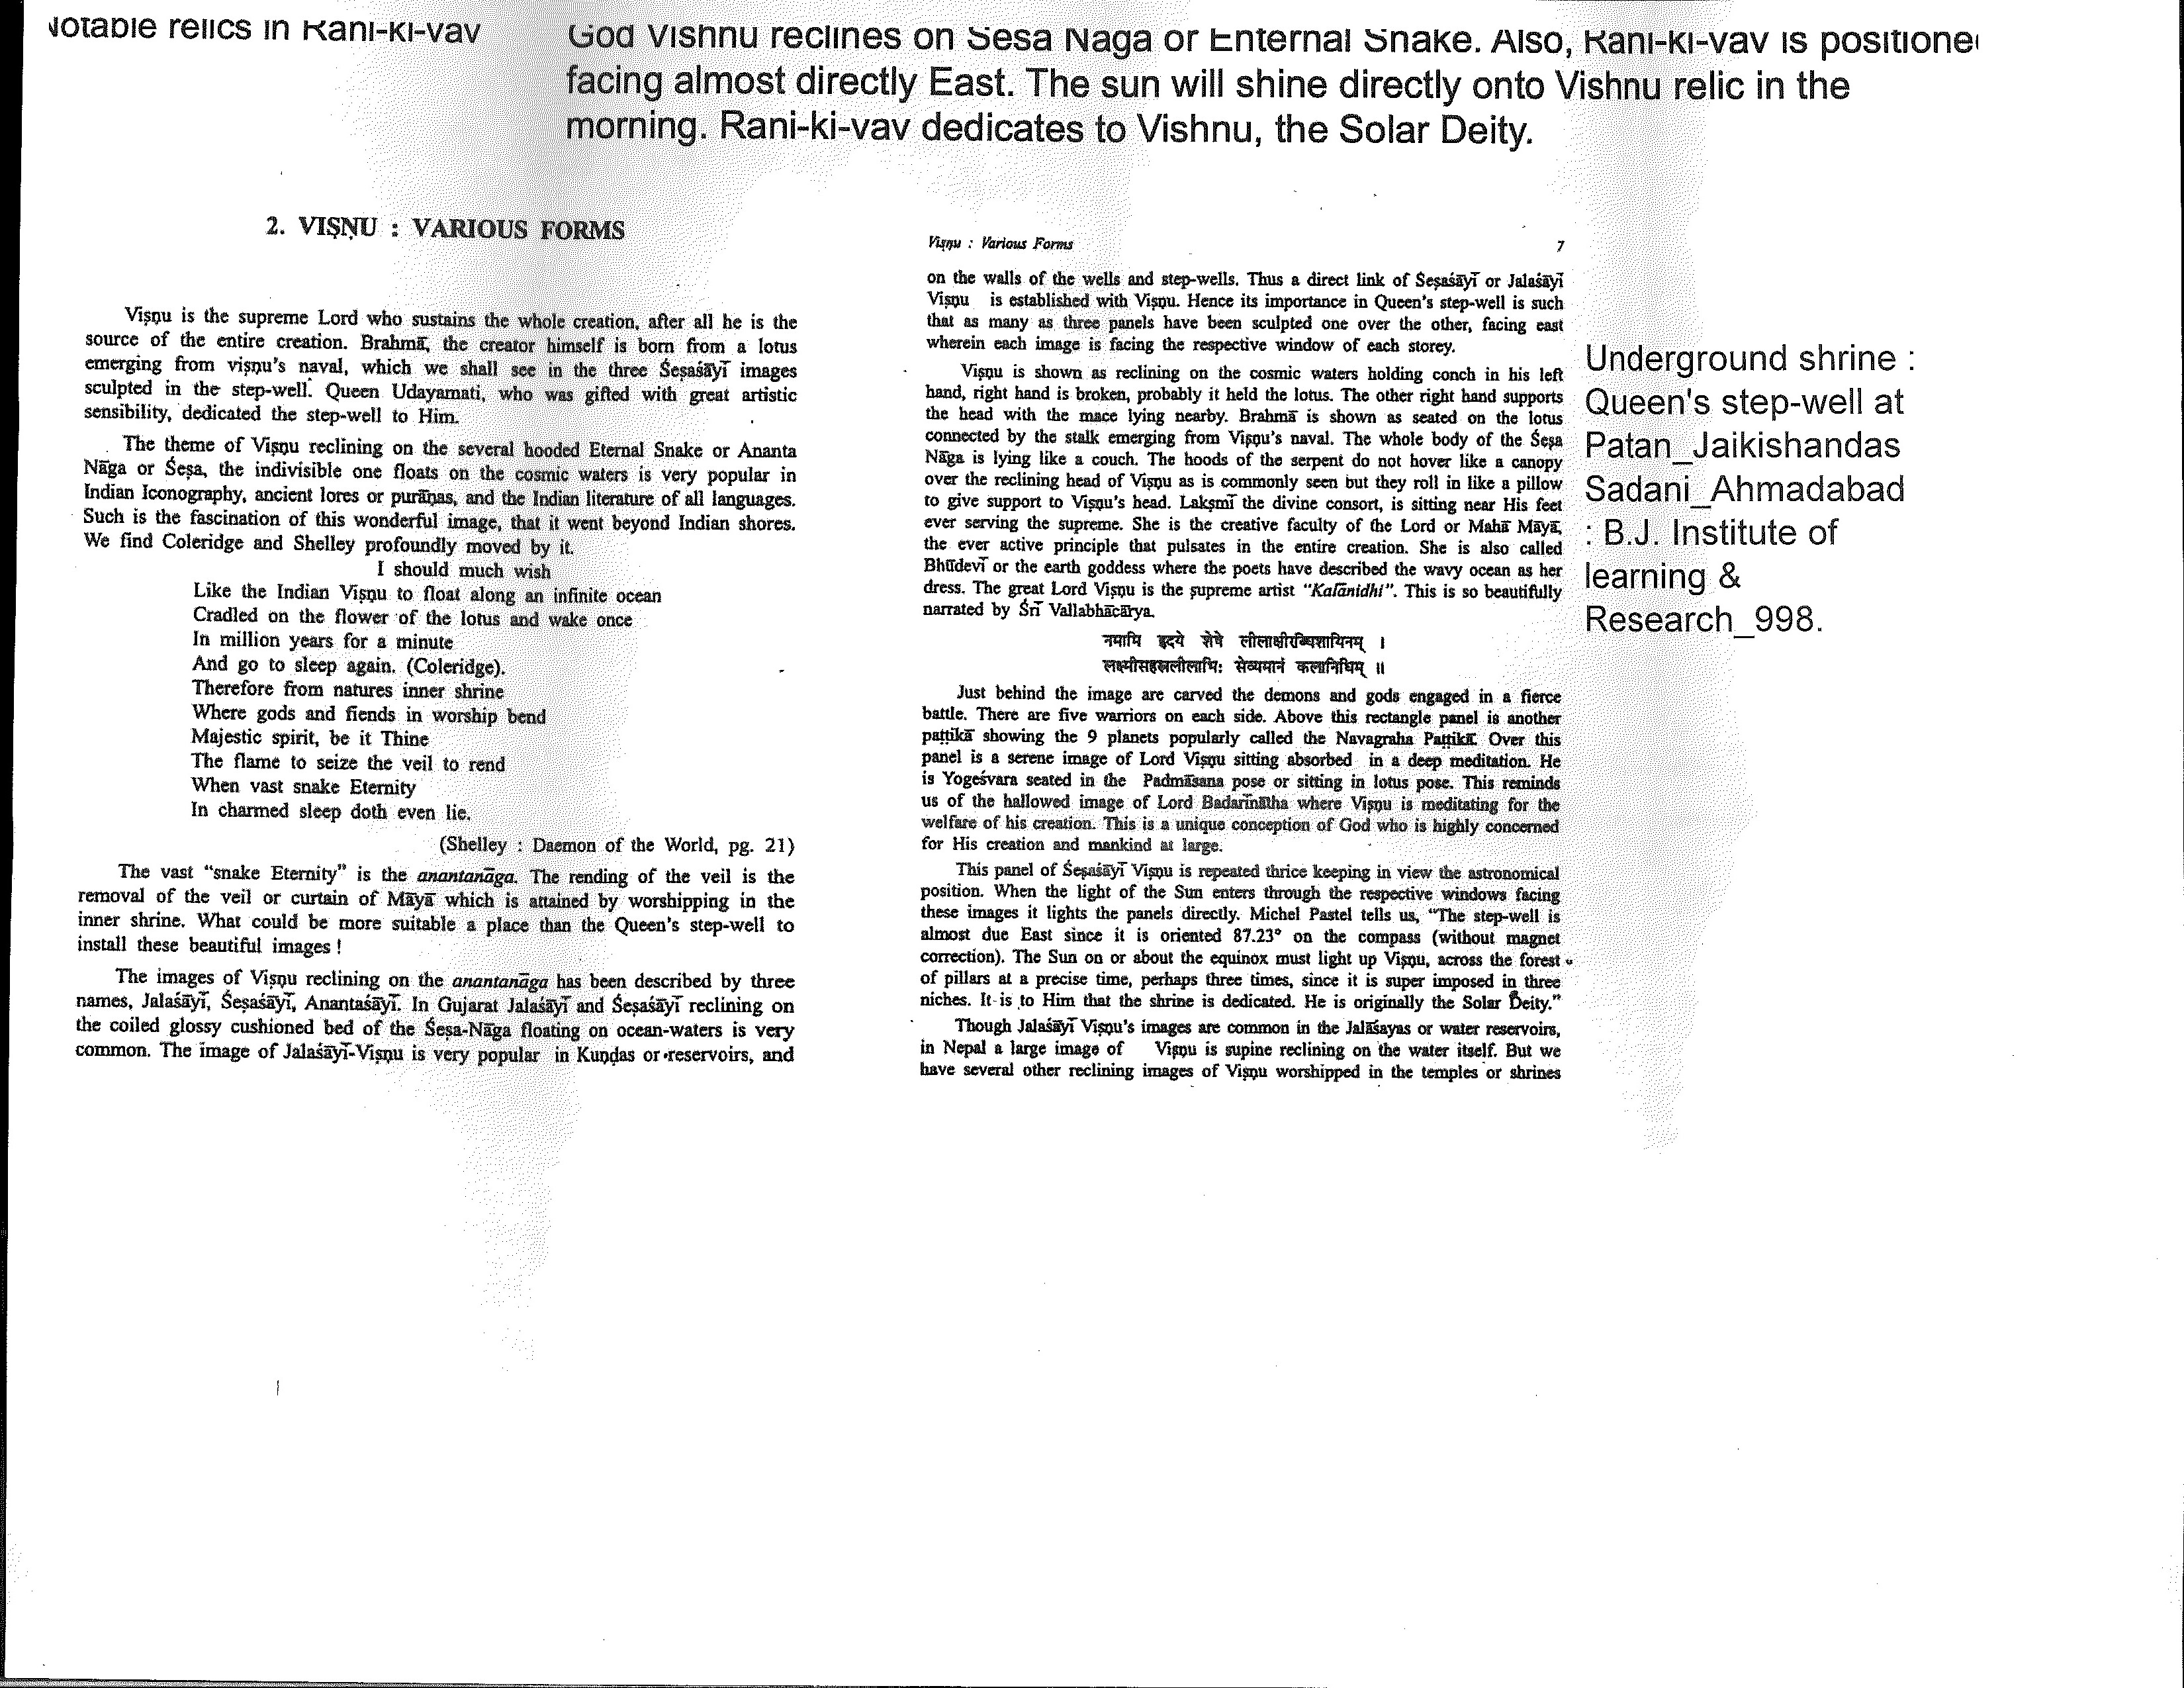 Notable relics in Rani-ki-vav
God Vishnu reclines on Sesa Naga or Enternal Snake. Also, Rani-ki-vav is positioned
facing almost directly East. The sun will shine directly onto Vishnu relic in the
morning. Rani-ki-vav dedicates to Vishnu, the Solar Deity.
2. VIṢṆU : VARIOUS FORMS
Viṣṇu is the supreme Lord who sustains the whole creation, after all he is the
source of the entire creation. Brahmā, the creator himself is born from a lotus
emerging from viṣṇu's naval, which we shall see in the three Śeṣaśāyī images
sculpted in the step-well. Queen Udayamati, who was gifted with great artistic
sensibility, dedicated the step-well to Him.
The theme of Viṣṇu reclining on the several hooded Eternal Snake or Ananta
Nāga or Śeṣa, the indivisible one floats on the cosmic waters is very popular in
Indian Iconography, ancient lores or purāṇas, and the Indian literature of all languages.
Such is the fascination of this wonderful image, that it went beyond Indian shores.
We find Coleridge and Shelley profoundly moved by it.
I should much wish
Like the Indian Viṣṇu to float along an infinite ocean
Cradled on the flower of the lotus and wake once
In million years for a minute
And go to sleep again. (Coleridge).
Therefore from natures inner shrine
Where gods and fiends in worship bend
Majestic spirit, be it Thine
The flame to seize the veil to rend
When vast snake Eternity
In charmed sleep doth even lie.
(Shelley : Daemon of the World, pg. 21)
The vast "snake Eternity" is the anantanāga. The rending of the veil is the
removal of the veil or curtain of Māyā which is attained by worshipping in the
inner shrine. What could be more suitable a place than the Queen's step-well to
install these beautiful images !
The images of Viṣṇu reclining on the anantanāga has been described by three
names, Jalaśāyī, Śeṣaśāyī, Anantaśāyī. In Gujarat Jalaśāyī and Śeṣaśāyī reclining on
the coiled glossy cushioned bed of the Śeṣa-Nāga floating on ocean-waters is very
common. The image of Jalaśāyī-Viṣṇu is very popular in Kuṇḍas or reservoirs, and
Viṣṇu : Various Forms 7
on the walls of the wells and step-wells. Thus a direct link of Śeṣaśāyī or Jalaśāyī
Viṣṇu is established with Viṣṇu. Hence its importance in Queen's step-well is such
that as many as three panels have been sculpted one over the other, facing east
wherein each image is facing the respective window of each storey.
Viṣṇu is shown as reclining on the cosmic waters holding conch in his left
hand, right hand is broken, probably it held the lotus. The other right hand supports
the head with the mace lying nearby. Brahmā is shown as seated on the lotus
connected by the stalk emerging from Viṣṇu's naval. The whole body of the Śeṣa
Nāga is lying like a couch. The hoods of the serpent do not hover like a canopy
over the reclining head of Viṣṇu as is commonly seen but they roll in like a pillow
to give support to Viṣṇu's head. Lakṣmī the divine consort, is sitting near His feet
ever serving the supreme. She is the creative faculty of the Lord or Mahā Māyā,
the ever active principle that pulsates in the entire creation. She is also called
Bhūdevī or the earth goddess where the poets have described the wavy ocean as her
dress. The great Lord Viṣṇu is the supreme artist "Kalānidhi". This is so beautifully
narrated by Śrī Vallabhācārya.
नमामि हृदये शेषे लीलाक्षीराब्धिशायिनम् ।
लक्ष्मीसहस्रलीलाभिः सेव्यमानं कलानिधिम् ॥
Just behind the image are carved the demons and gods engaged in a fierce
battle. There are five warriors on each side. Above this rectangle panel is another
paṭṭikā showing the 9 planets popularly called the Navagraha Paṭṭikā. Over this
panel is a serene image of Lord Viṣṇu sitting absorbed in a deep meditation. He
is Yogeśvara seated in the Padmāsana pose or sitting in lotus pose. This reminds
us of the hallowed image of Lord Badarīnātha where Viṣṇu is meditating for the
welfare of his creation. This is a unique conception of God who is highly concerned
for His creation and mankind at large.
This panel of Śeṣaśāyī Viṣṇu is repeated thrice keeping in view the astronomical
position. When the light of the Sun enters through the respective windows facing
these images it lights the panels directly. Michel Pastel tells us, "The step-well is
almost due East since it is oriented 87.23° on the compass (without magnet
correction). The Sun on or about the equinox must light up Viṣṇu, across the forest
of pillars at a precise time, perhaps three times, since it is super imposed in three
niches. It is to Him that the shrine is dedicated. He is originally the Solar Deity."
Though Jalaśāyī Viṣṇu's images are common in the Jalāśayas or water reservoirs,
in Nepal a large image of Viṣṇu is supine reclining on the water itself. But we
have several other reclining images of Viṣṇu worshipped in the temples or shrines
Underground shrine :
Queen's step-well at
Patan_Jaikishandas
Sadani_Ahmadabad
: B.J. Institute of
learning &
Research_998.